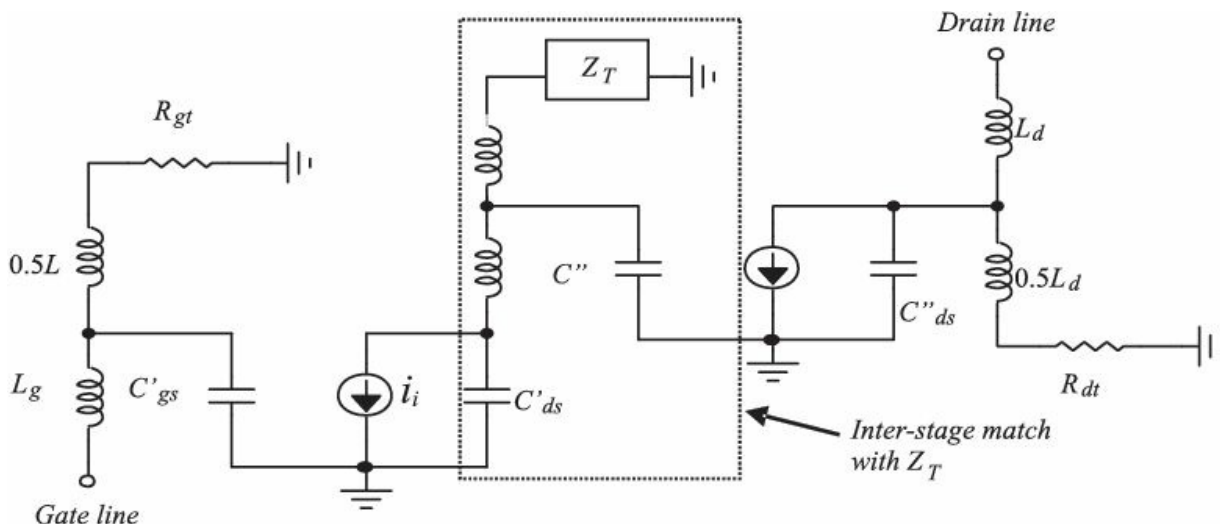 Drain line
Z_T
R_gt
L_d
0.5L
C''
C''_ds
0.5L_d
L_g
C'_gs
i_i
C'_ds
R_dt
Inter-stage match
with Z_T
Gate line